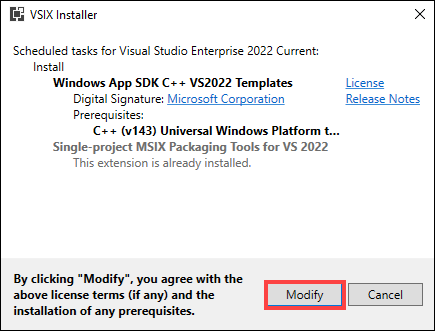 VSIX Installer
Scheduled tasks for Visual Studio Enterprise 2022 Current:
Install
Windows App SDK C++ VS2022 Templates License
Digital Signature: Microsoft Corporation Release Notes
Prerequisites:
C++ (v143) Universal Windows Platform t...
Single-project MSIX Packaging Tools for VS 2022
This extension is already installed.
By clicking "Modify", you agree with the
above license terms (if any) and the
installation of any prerequisites.
Modify Cancel